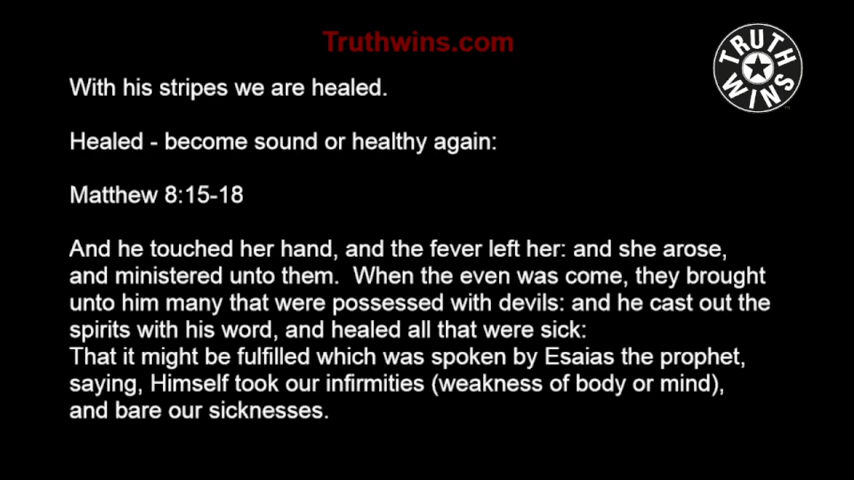 Truthwins.com
TRUTH
WINS
With his stripes we are healed.
Healed - become sound or healthy again:
Matthew 8:15-18
And he touched her hand, and the fever left her: and she arose,
and ministered unto them.  When the even was come, they brought
unto him many that were possessed with devils: and he cast out the
spirits with his word, and healed all that were sick:
That it might be fulfilled which was spoken by Esaias the prophet,
saying, Himself took our infirmities (weakness of body or mind),
and bare our sicknesses.